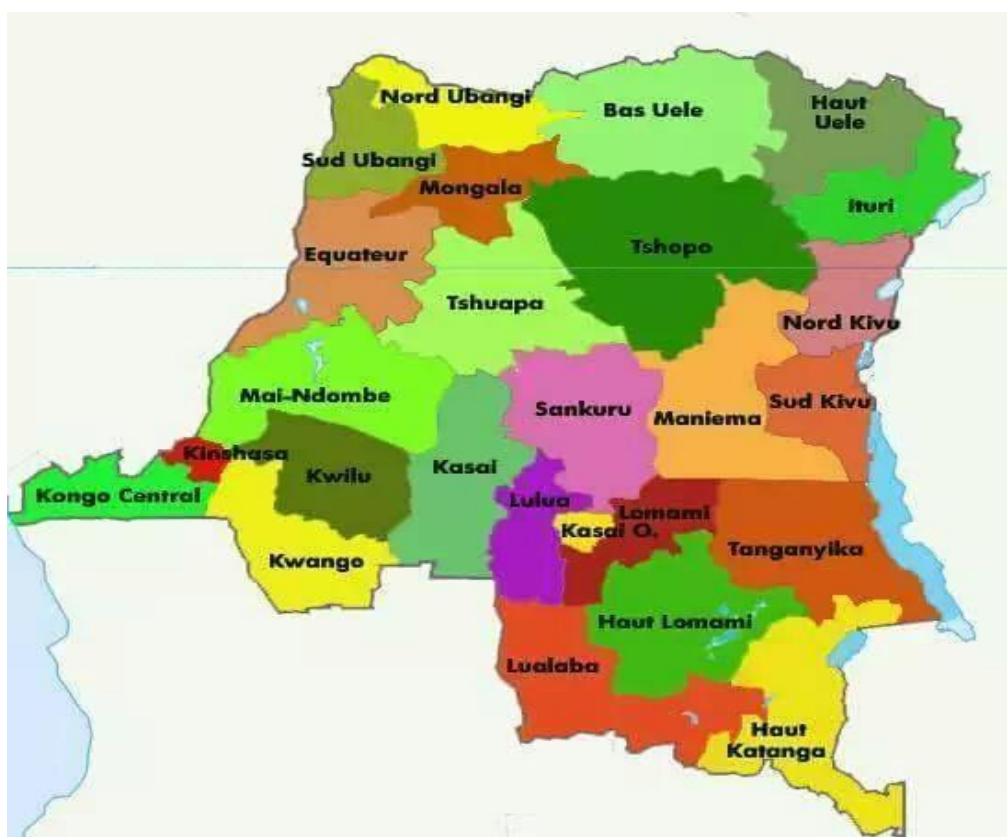 Nord Ubangi
Bas Uele
Haut
Uele
Sud Ubangi
Mongala
Ituri
Equateur
Tshopo
Tshuapa
Nord Kivu
Mai-Ndombe
Sankuru
Maniema
Sud Kivu
Kinshasa
Kwilu
Kasai
Kongo Central
Lulua
Lomami
Kasai O.
Kwango
Tanganyika
Haut Lomami
Lualaba
Haut
Katanga